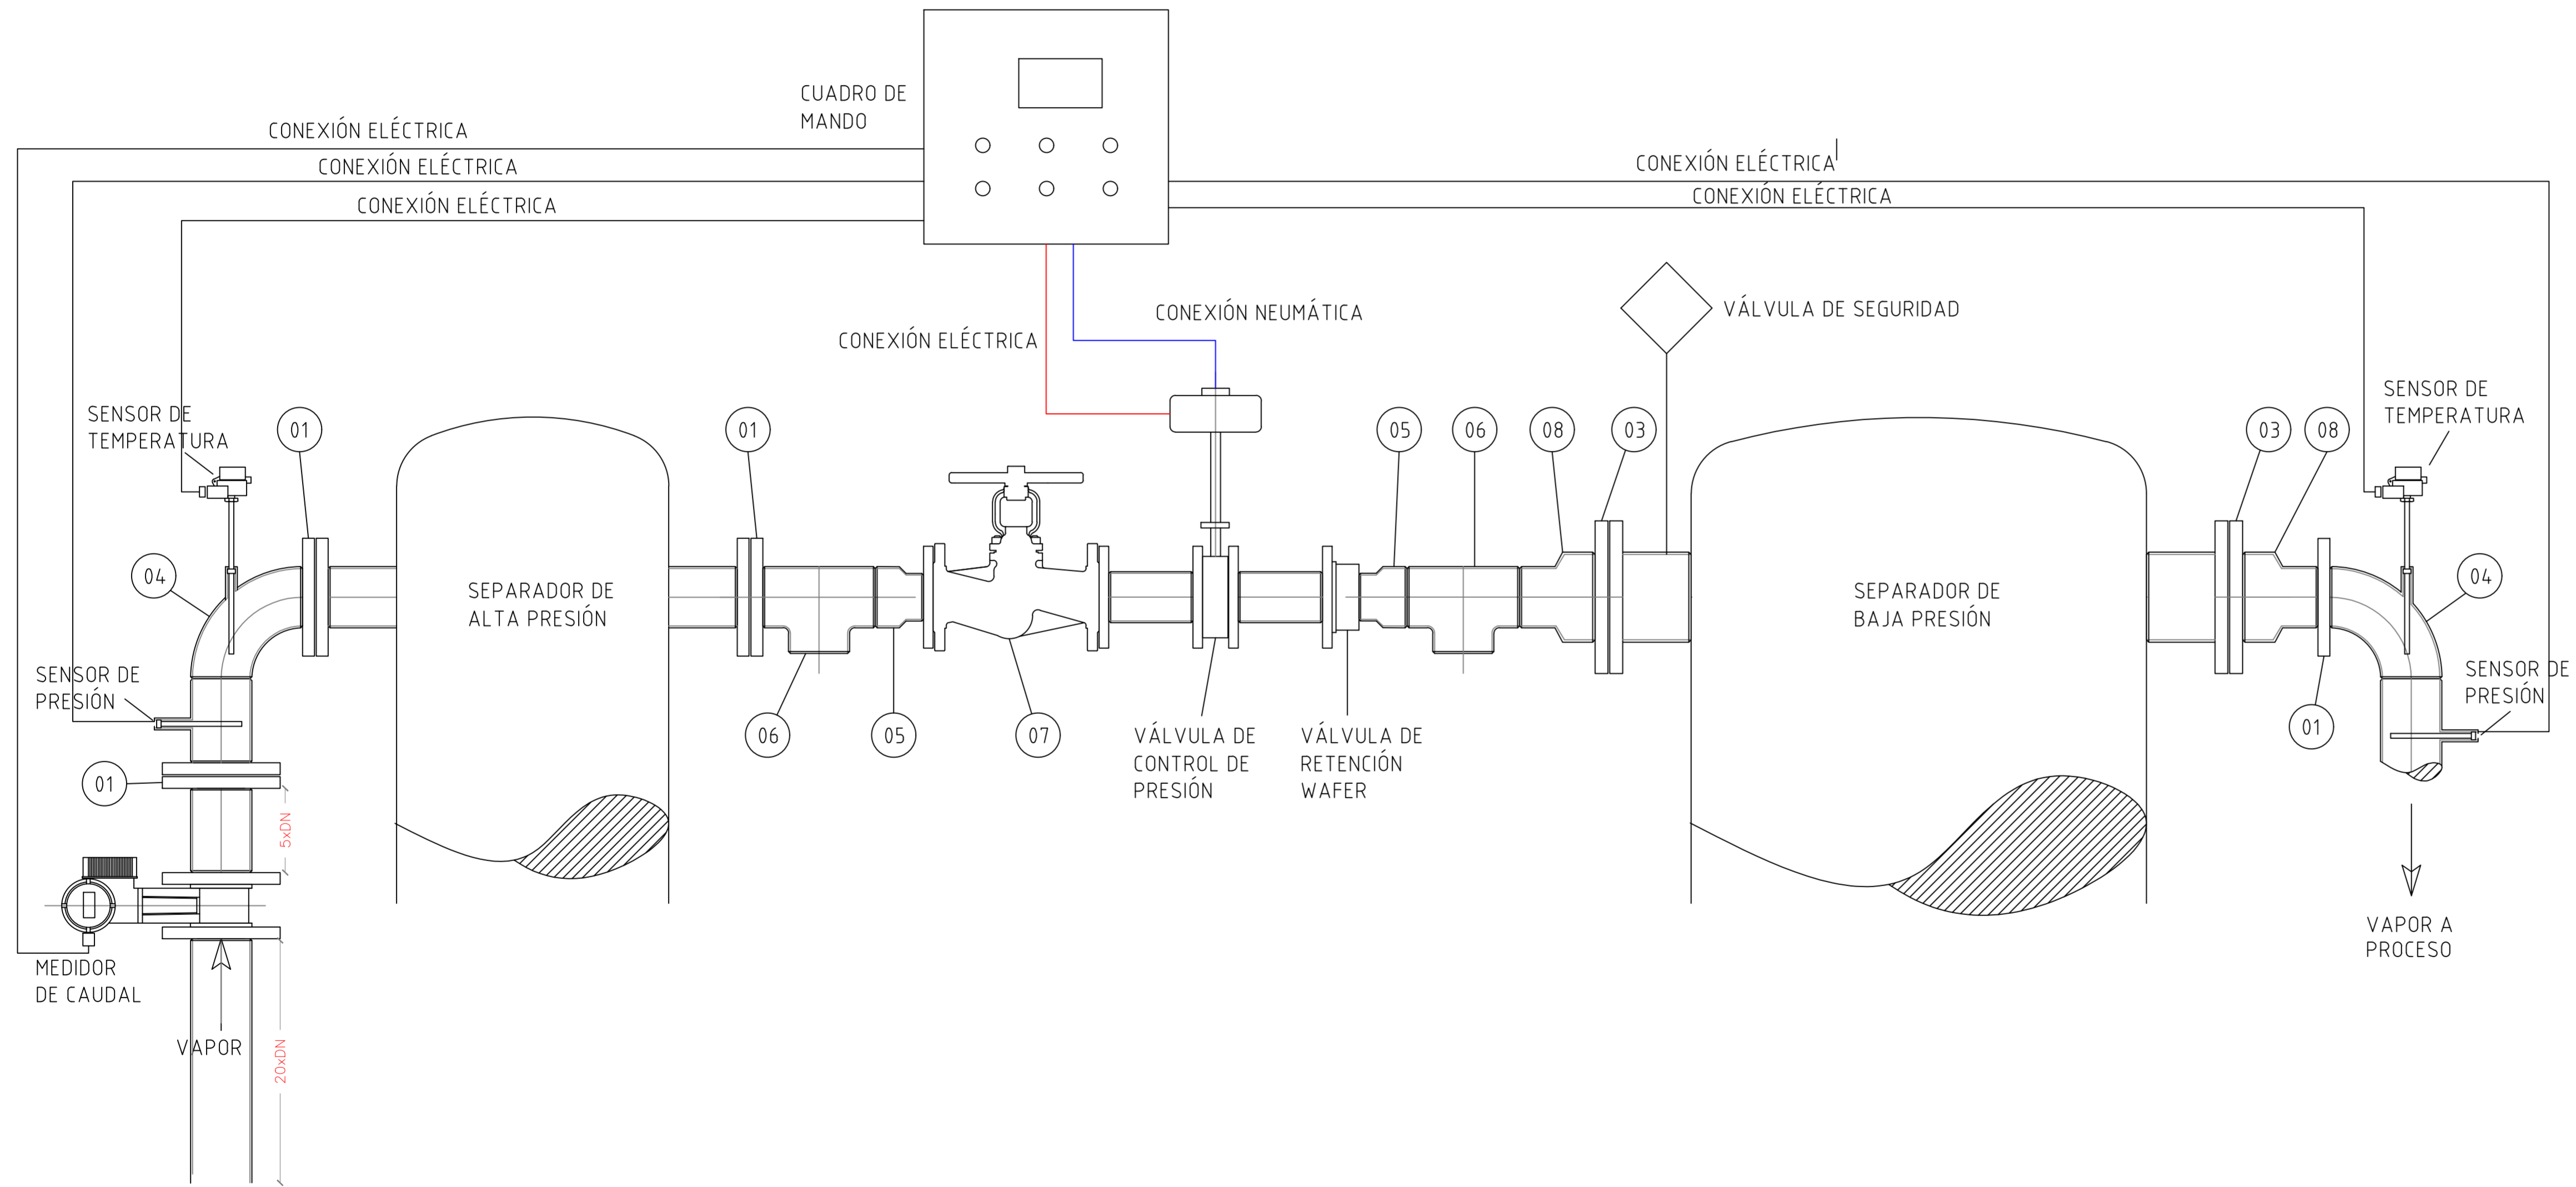 CUADRO DE
MANDO
CONEXIÓN ELÉCTRICA
CONEXIÓN ELÉCTRICA
CONEXIÓN ELÉCTRICA
CONEXIÓN ELÉCTRICA
CONEXIÓN ELÉCTRICA
CONEXIÓN NEUMÁTICA
CONEXIÓN ELÉCTRICA
VÁLVULA DE SEGURIDAD
SENSOR DE
TEMPERATURA
01
01
05
06
08
03
03
08
SENSOR DE
TEMPERATURA
04
SEPARADOR DE
ALTA PRESIÓN
SEPARADOR DE
BAJA PRESIÓN
04
SENSOR DE
PRESIÓN
06
05
07
VÁLVULA DE
CONTROL DE
PRESIÓN
VÁLVULA DE
RETENCIÓN
WAFER
01
SENSOR DE
PRESIÓN
01
5xDN
MEDIDOR
DE CAUDAL
VAPOR
20xDN
VAPOR A
PROCESO